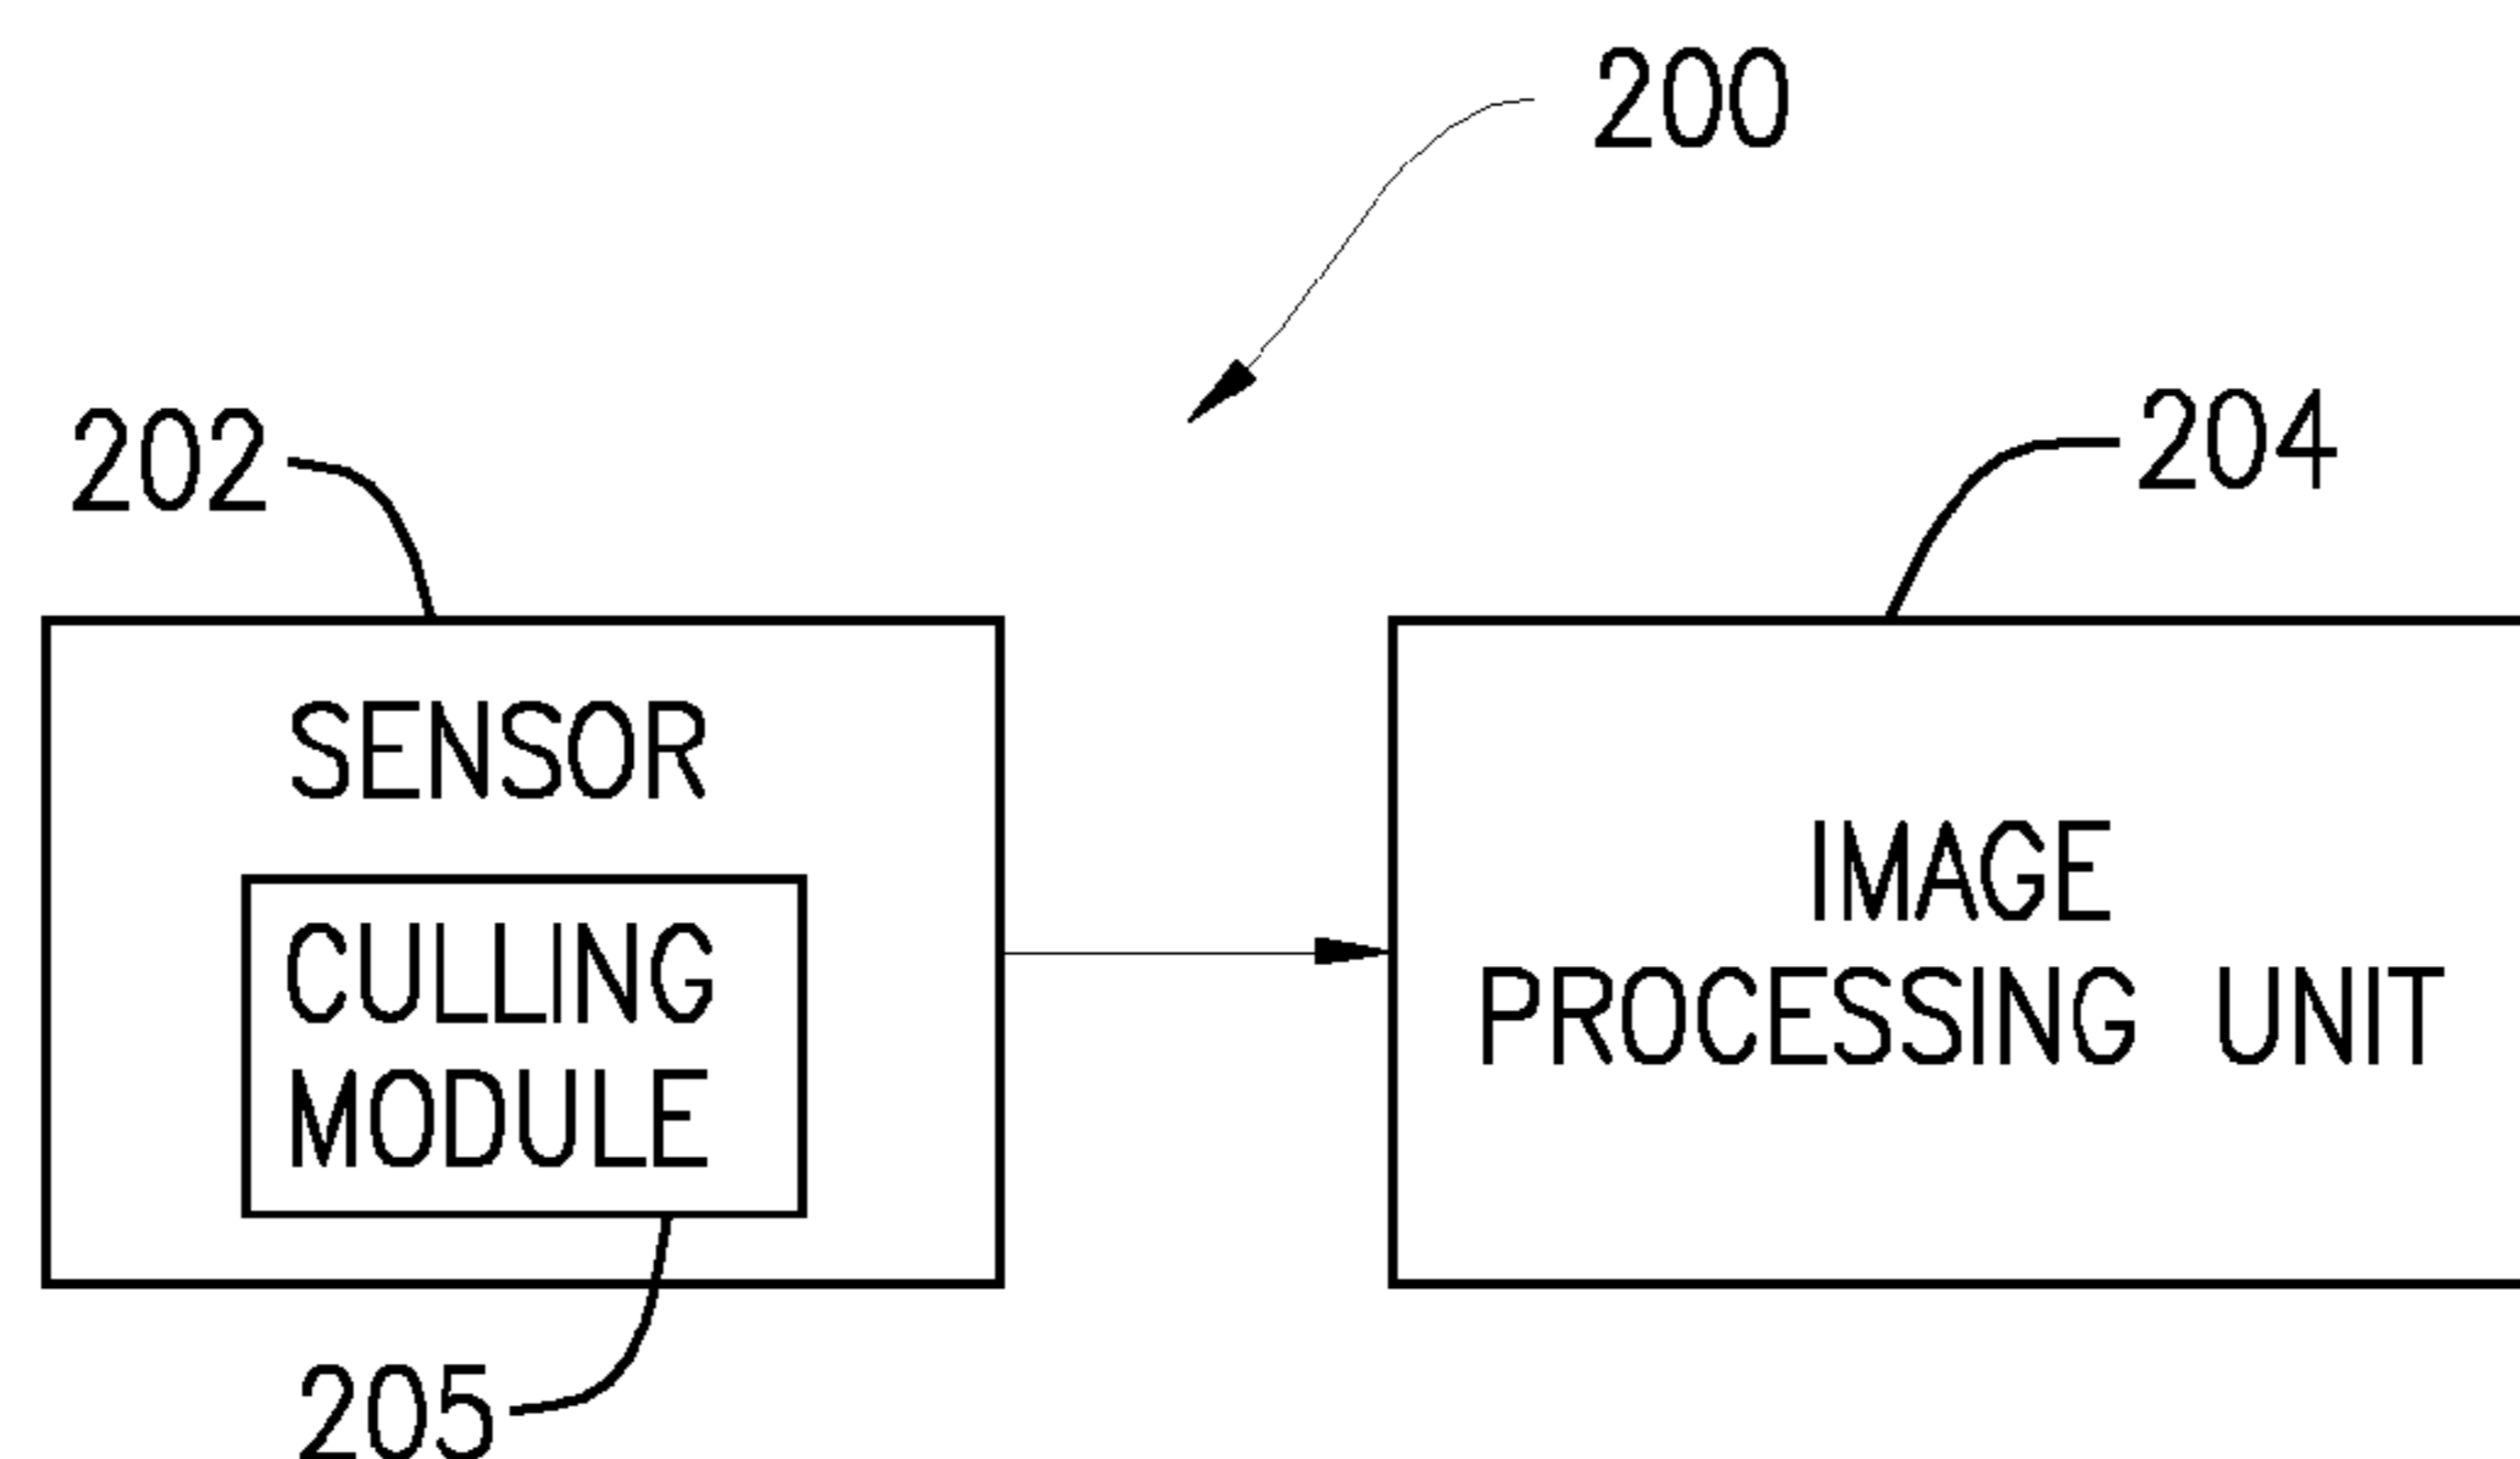 200
202
204
SENSOR
CULLING
MODULE
IMAGE
PROCESSING UNIT
205